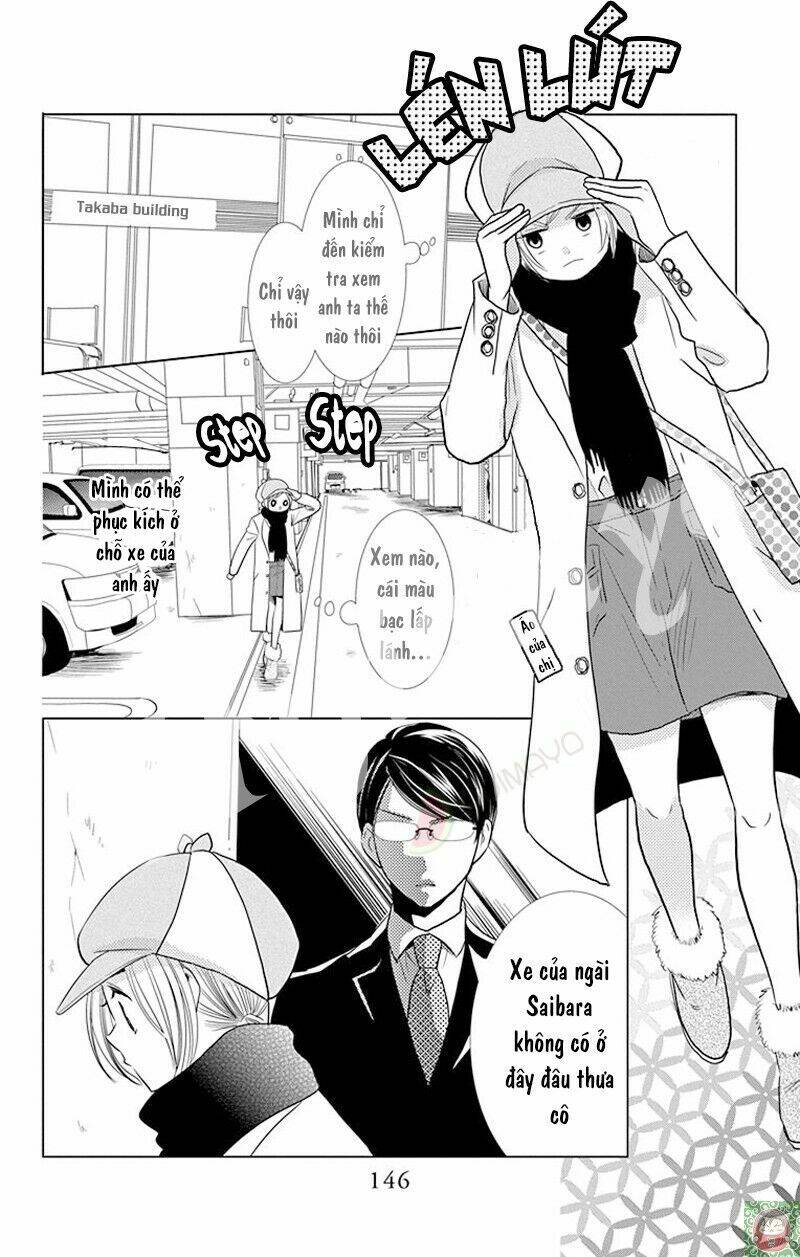 LÉN LÚT
Takaba building
Mình chỉ
đến kiểm
tra xem
anh ta thế
nào thôi
Chỉ vậy
thôi
Step
Step
Mình có thể
phục kích ở
chỗ xe của
anh ấy
Xem nào,
cái màu
bạc lấp
lánh...
Áo
của
chị
Xe của ngài
Saibara
không có ở
đây đâu thưa
cô
146